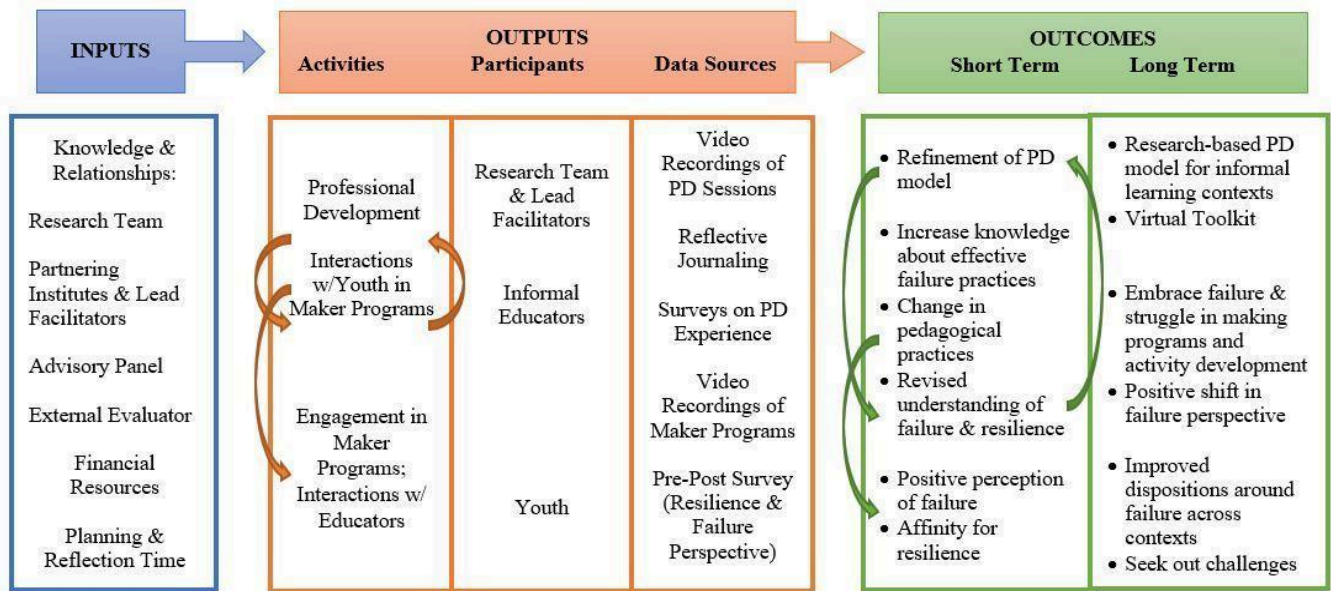 INPUTS
OUTPUTS
Activities
Participants
Data Sources
OUTCOMES
Short Term
Long Term
Knowledge &
Relationships:
Research Team
Partnering
Institutes & Lead
Facilitators
Advisory Panel
External Evaluator
Financial
Resources
Planning &
Reflection Time
Professional
Development
Interactions
w/Youth in
Maker Programs
Engagement in
Maker
Programs;
Interactions w/
Educators
Research Team
& Lead
Facilitators
Informal
Educators
Youth
Video
Recordings of
PD Sessions
Reflective
Journaling
Surveys on PD
Experience
Video
Recordings of
Maker Programs
Pre-Post Survey
(Resilience &
Failure
Perspective)
• Refinement of PD
model
• Increase knowledge
about effective
failure practices
• Change in
pedagogical
practices
• Revised
understanding of
failure & resilience
• Positive perception
of failure
• Affinity for
resilience
• Research-based PD
model for informal
learning contexts
• Virtual Toolkit
• Embrace failure &
struggle in making
programs and
activity development
• Positive shift in
failure perspective
• Improved
dispositions around
failure across
contexts
• Seek out challenges